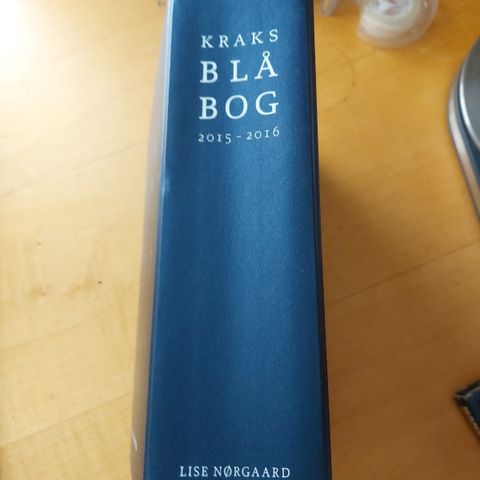 KRAKS
BLÅ
BOG
2015 - 2016
LISE NØRGAARD